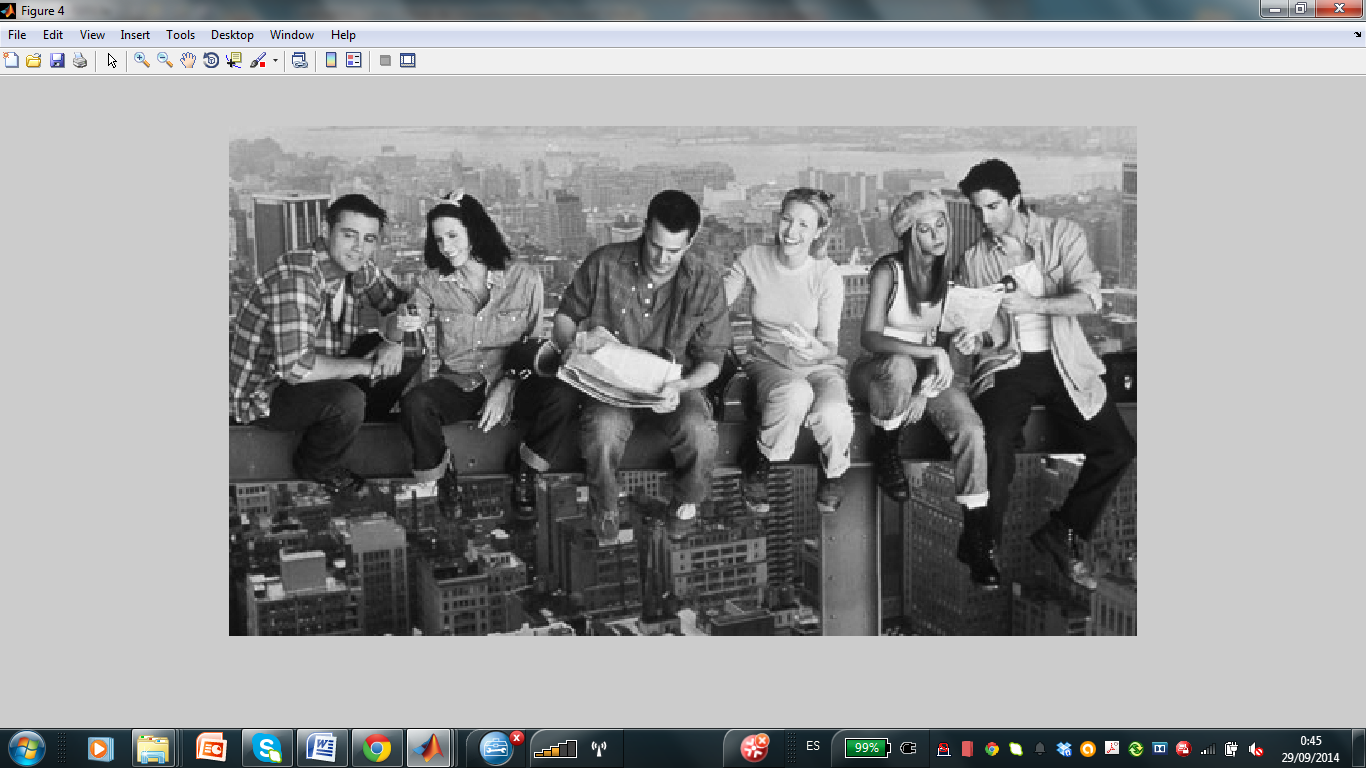 Figure 4
File Edit View Insert Tools Desktop Window Help
ES
99%
0:45
29/09/2014